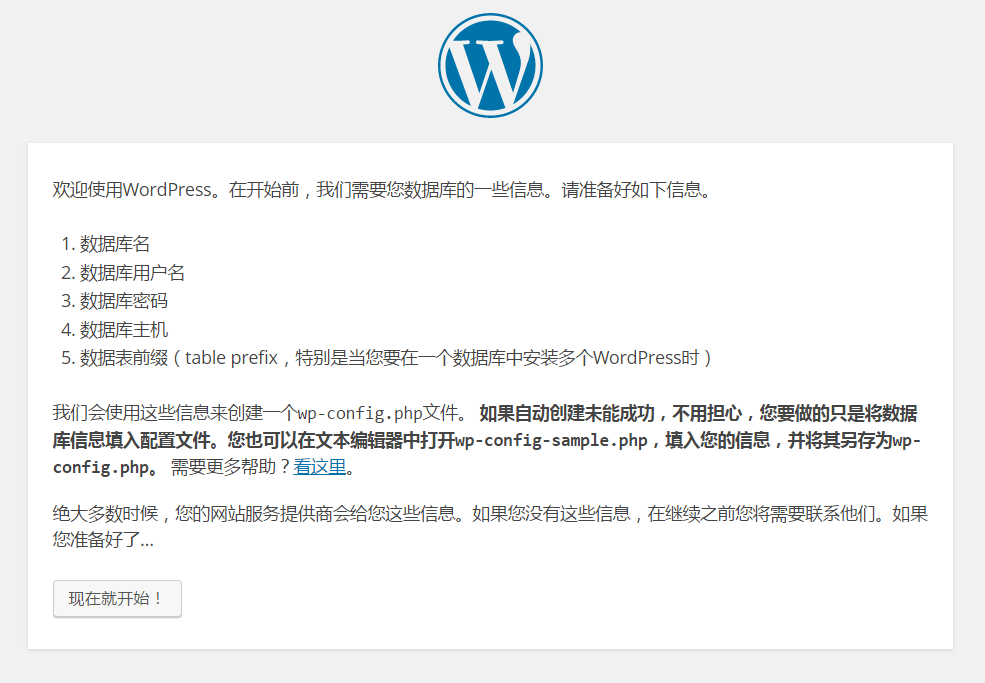 欢迎使用WordPress。在开始前，我们需要您数据库的一些信息。请准备好如下信息。
1. 数据库名
2. 数据库用户名
3. 数据库密码
4. 数据库主机
5. 数据表前缀（table prefix，特别是当您要在一个数据库中安装多个WordPress时）
我们会使用这些信息来创建一个wp-config.php文件。 如果自动创建未能成功，不用担心，您要做的只是将数据
库信息填入配置文件。您也可以在文本编辑器中打开wp-config-sample.php，填入您的信息，并将其另存为wp-
config.php。 需要更多帮助？看这里。
绝大多数时候，您的网站服务提供商会给您这些信息。如果您没有这些信息，在继续之前您将需要联系他们。如果
您准备好了…
现在就开始！